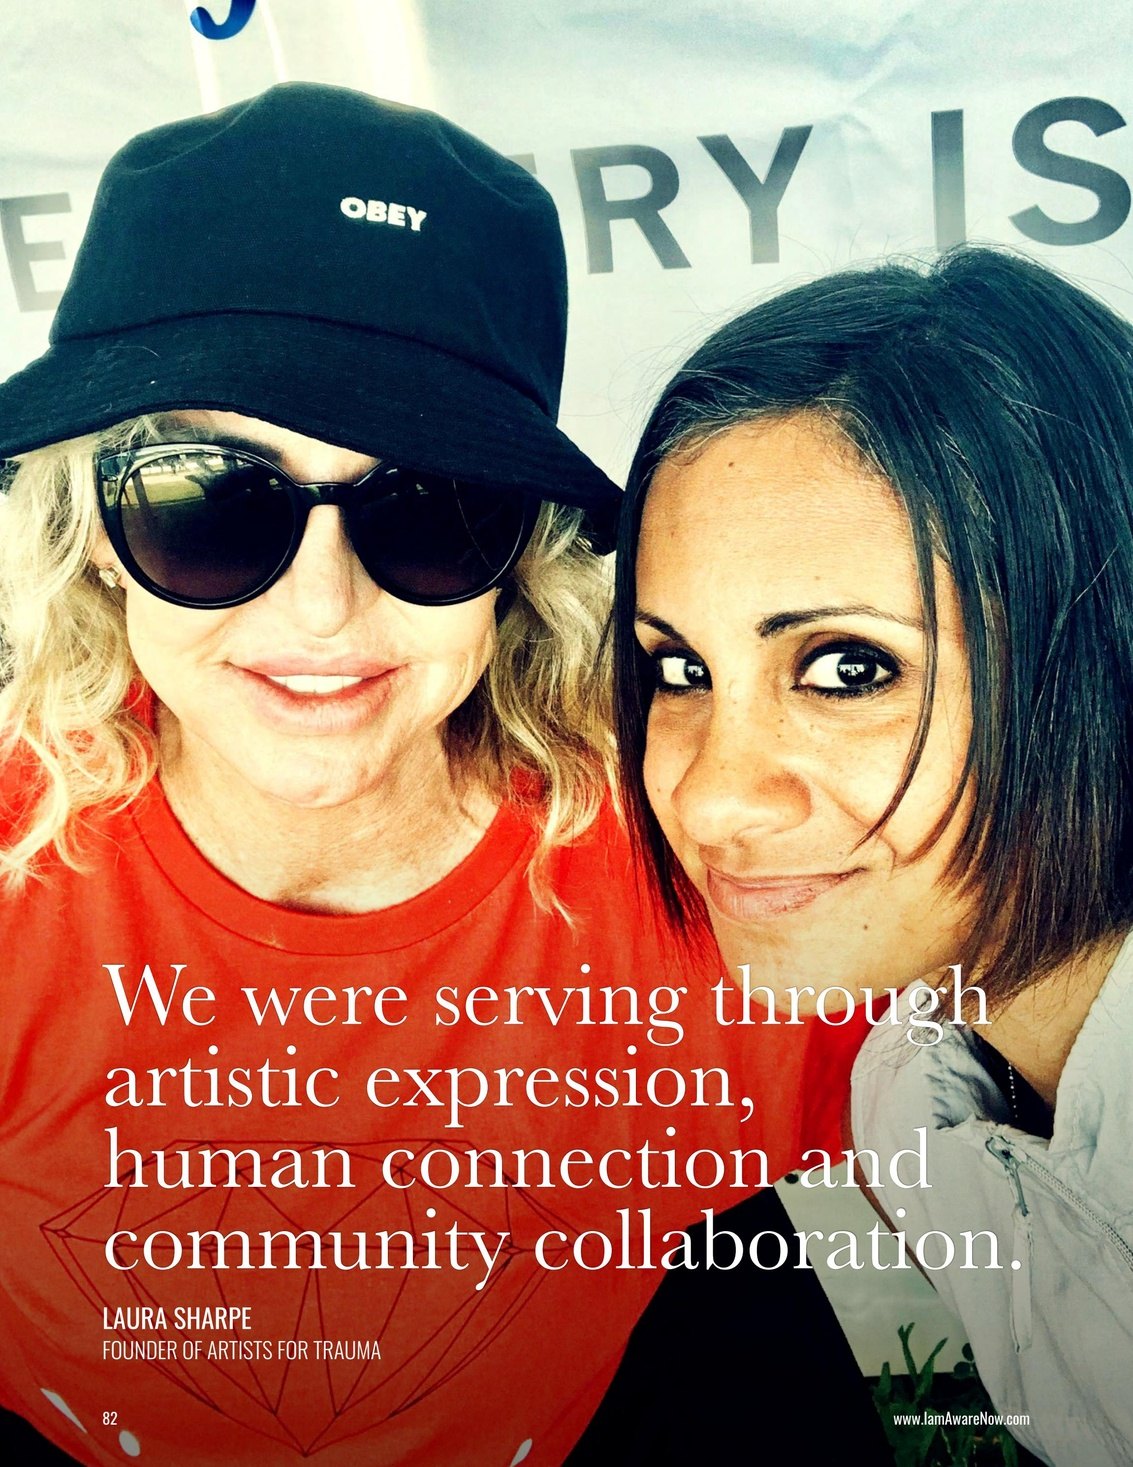 E RY IS
OBEY
We were serving through
artistic expression,
human connection and
community collaboration.
LAURA SHARPE
FOUNDER OF ARTISTS FOR TRAUMA
82
www.IamAwareNow.com